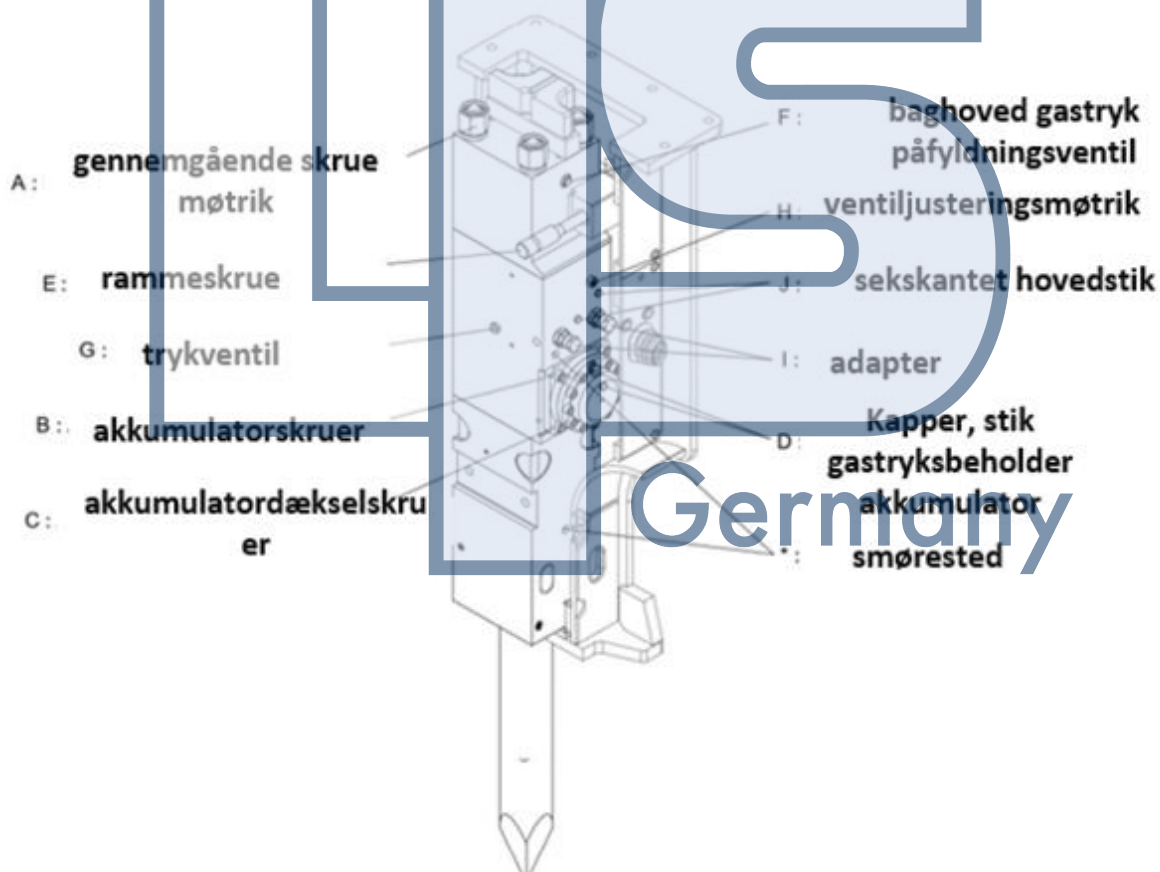 A: gennemgående skrue
møtrik
E: rammeskrue
G: trykventil
B: akkumulatorskruer
C: akkumulatordækselskru
er
F: baghoved gastryk
påfyldningsventil
H: ventiljusteringsmøtrik
J: sekskantet hovedstik
I: adapter
D: Kapper, stik
gastryksbeholder
akkumulator
*: smørested
Germany